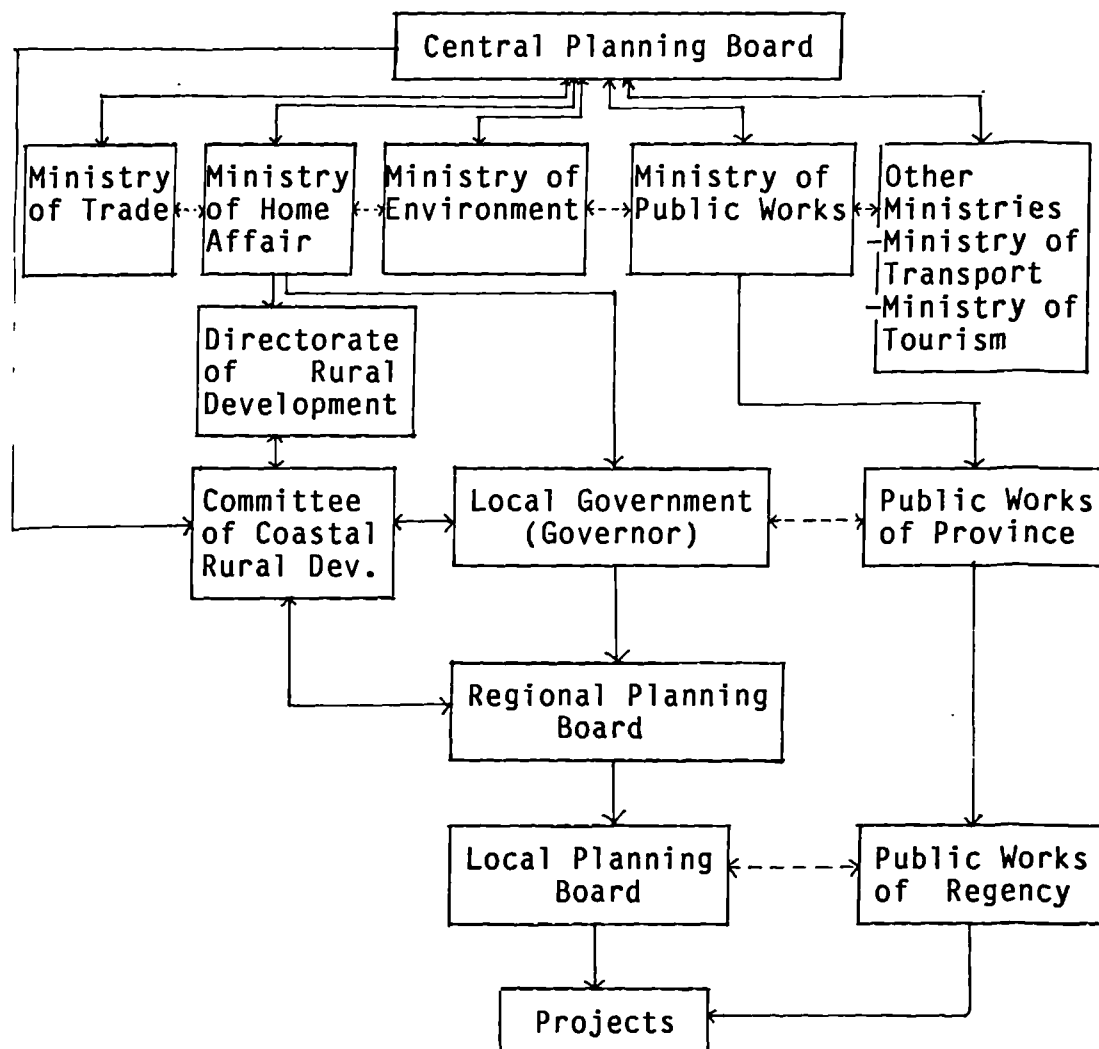 Central Planning Board
Ministry
of Trade
Ministry
of Home
Affair
Ministry of
Environment
Ministry of
Public Works
Other
Ministries
-Ministry of
Transport
-Ministry of
Tourism
Directorate
of Rural
Development
Committee
of Coastal
Rural Dev.
Local Government
(Governor)
Public Works
of Province
Regional Planning
Board
Local Planning
Board
Public Works
of Regency
Projects